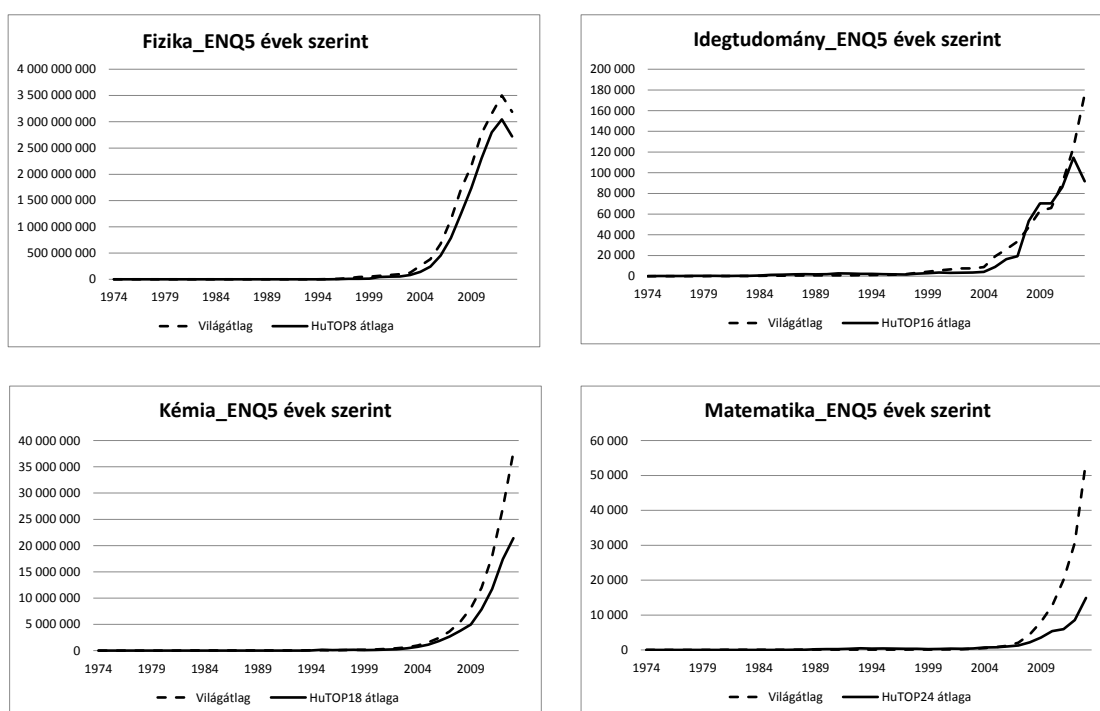 Fizika_ENQ5 évek szerint
4 000 000 000
3 500 000 000
3 000 000 000
2 500 000 000
2 000 000 000
1 500 000 000
1 000 000 000
500 000 000
0
1974 1979 1984 1989 1994 1999 2004 2009
Világátlag HuTOP8 átlaga
Idegtudomány_ENQ5 évek szerint
200 000
180 000
160 000
140 000
120 000
100 000
80 000
60 000
40 000
20 000
0
1974 1979 1984 1989 1994 1999 2004 2009
Világátlag HuTOP16 átlaga
Kémia_ENQ5 évek szerint
40 000 000
35 000 000
30 000 000
25 000 000
20 000 000
15 000 000
10 000 000
5 000 000
0
1974 1979 1984 1989 1994 1999 2004 2009
Világátlag HuTOP18 átlaga
Matematika_ENQ5 évek szerint
60 000
50 000
40 000
30 000
20 000
10 000
0
1974 1979 1984 1989 1994 1999 2004 2009
Világátlag HuTOP24 átlaga